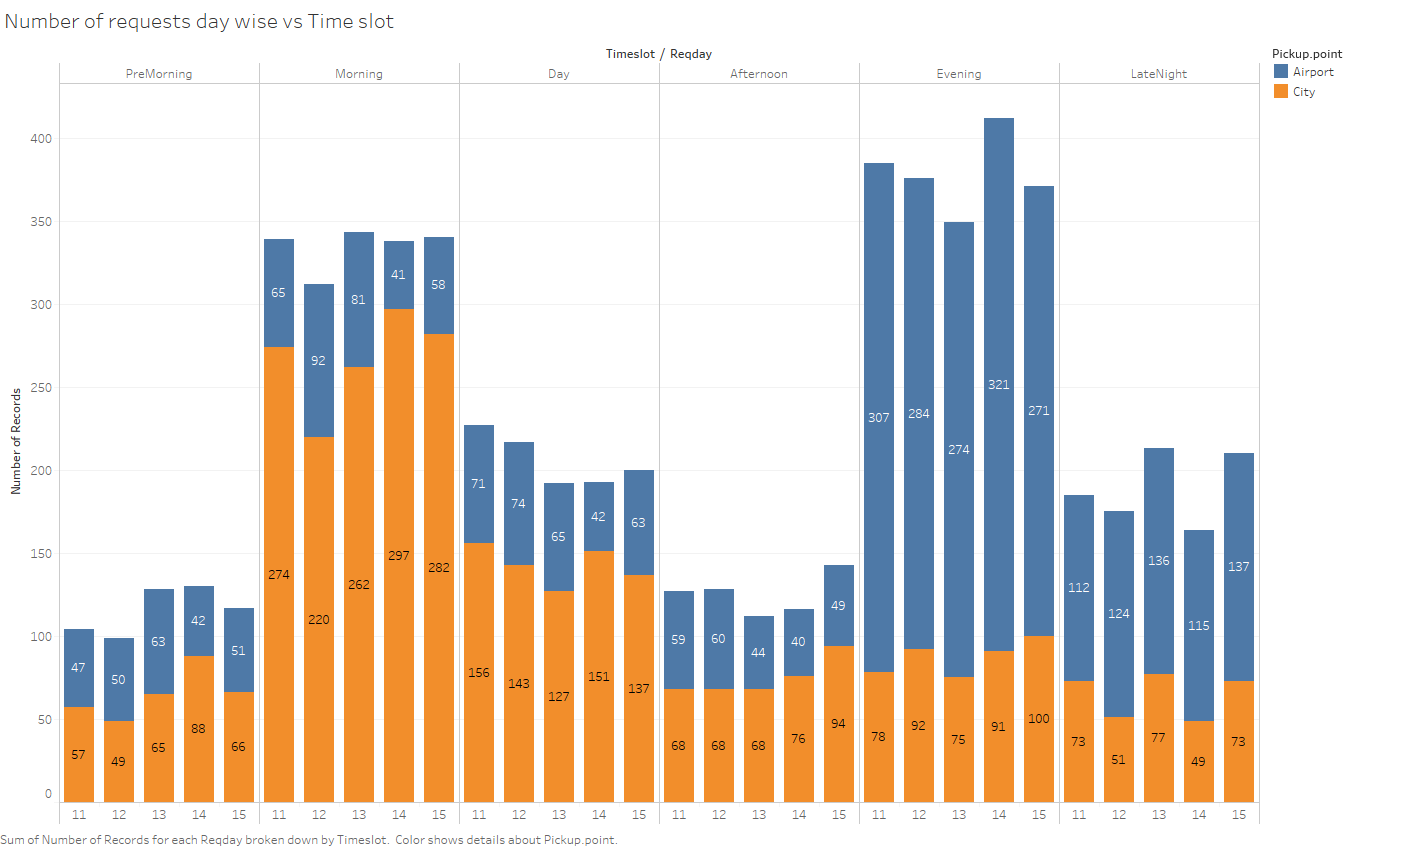 Number of requests day wise vs Time slot
Timeslot / Reqday
Pickup.point
PreMorning Morning Day Afternoon Evening LateNight
Airport
City
Number of Records
400
350
300
250
200
150
100
50
0
47 50 63 42 51
57 49 65 88 66
65 92 81 41 58
274 220 262 297 282
71 74 65 42 63
156 143 127 151 137
59 60 44 40 49
68 68 68 76 94
307 284 274 321 271
78 92 75 91 100
112 124 136 115 137
73 51 77 49 73
11 12 13 14 15 11 12 13 14 15 11 12 13 14 15 11 12 13 14 15 11 12 13 14 15 11 12 13 14 15
Sum of Number of Records for each Reqday broken down by Timeslot. Color shows details about Pickup.point.